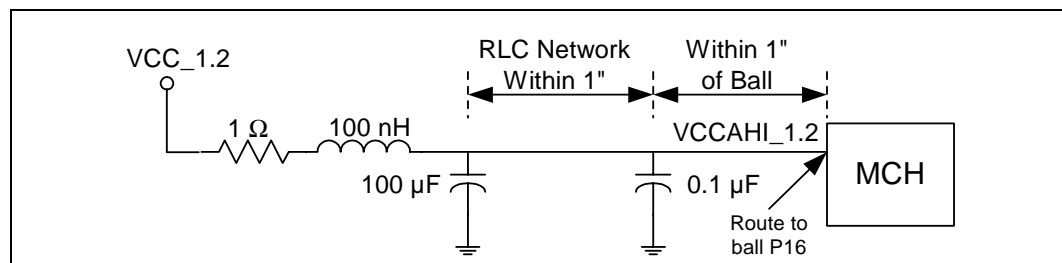 VCC_1.2
RLC Network
Within 1"
Within 1"
of Ball
1 Ω
100 nH
VCCAHI_1.2
100 µF
0.1 µF
MCH
Route to
ball P16